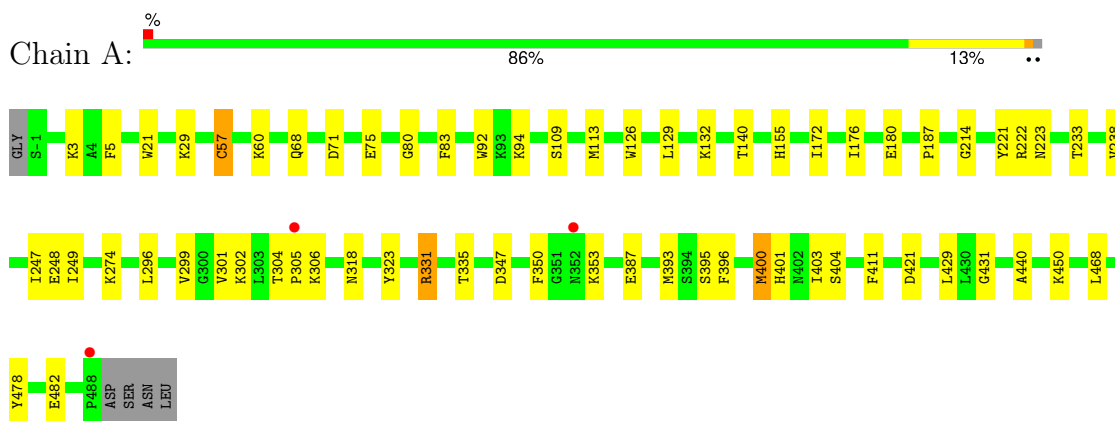 %
Chain A:
86% 13% ••
GLY S-1 K3 A4 F5 W21 K29 C57 K60 Q68 D71 E75 G80 F83 W92 K93 K94 S109 M113 W126 L129 K132 T140 H155 I172 I176 E180 P187 G214 Y221 R222 N223 T233
I247 E248 I249 K274 L296 V299 G300 V301 K302 L303 T304 P305 K306 N318 Y323 R331 T335 D347 F350 G351 N352 K353 E387 M393 S394 S395 F396 M400 H401 N402 I403 S404 F411 D421 L429 L430 G431 A440 K450 L468
Y478 E482 P488 ASP SER ASN LEU